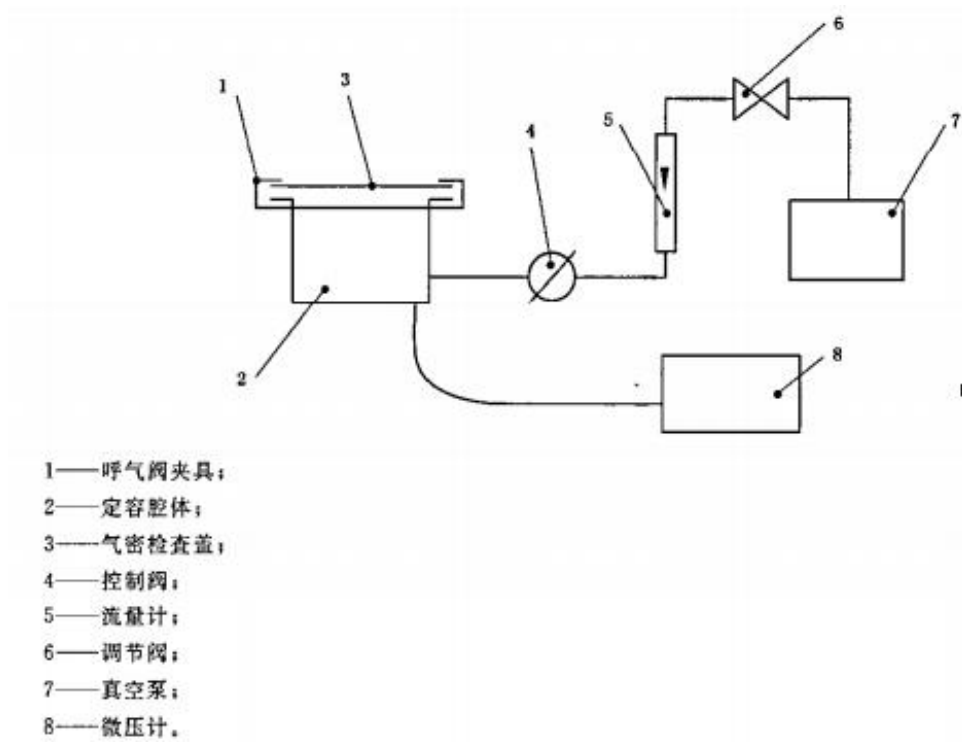 6
1
3
4
5
7
2
8
1——呼气阀夹具；
2——定容腔体；
3——气密检查盖；
4——控制阀；
5——流量计；
6——调节阀；
7——真空泵；
8——微压计。